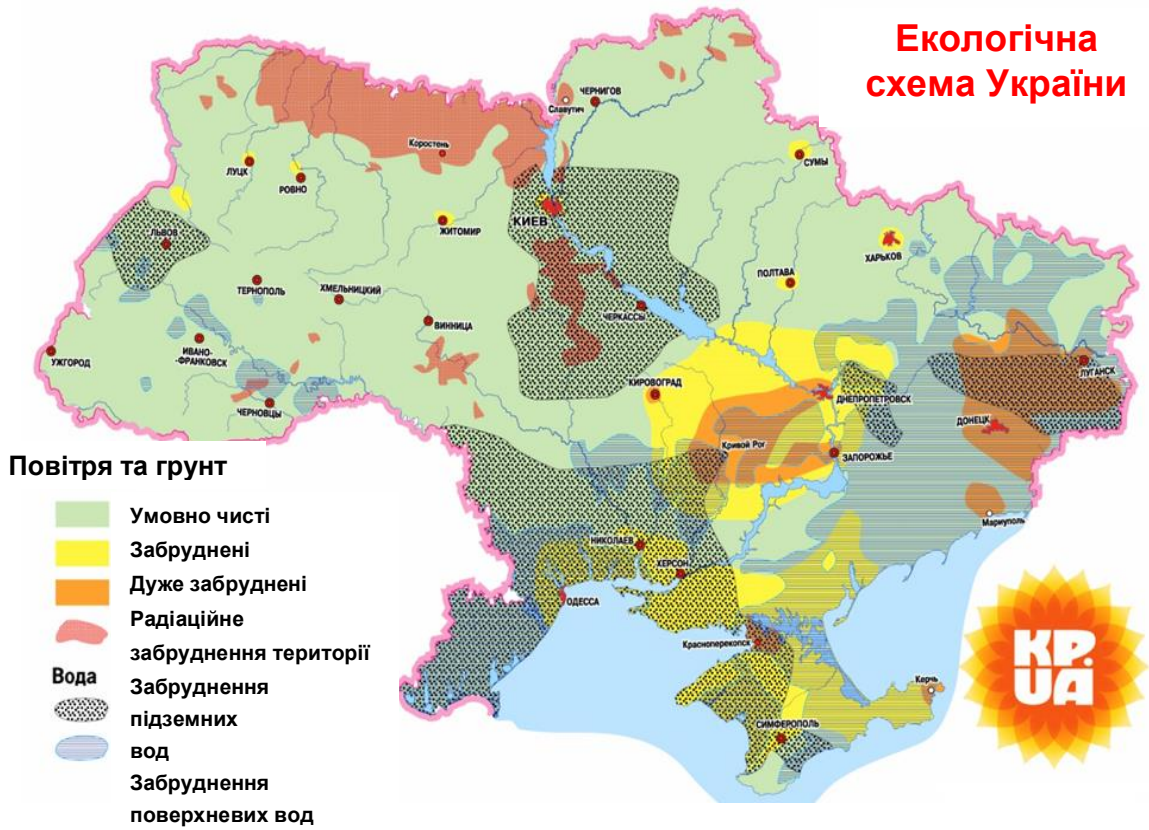 Екологічна
схема України
Славутич
ЧЕРНИГОВ
Коростень
СУМЫ
ЛУЦК
РОВНО
КИЕВ
ЖИТОМИР
ЛЬВОВ
ХАРЬКОВ
ПОЛТАВА
ТЕРНОПОЛЬ
ХМЕЛЬНИЦКИЙ
ЧЕРКАССЫ
ВИННИЦА
УЖГОРОД
ИВАНО-
-ФРАНКОВСК
ЛУГАНСК
КИРОВОГРАД
ДНЕПРОПЕТРОВСК
ЧЕРНОВЦЫ
ДОНЕЦК
Кривой Рог
ЗАПОРОЖЬЕ
Мариуполь
НИКОЛАЕВ
ХЕРСОН
ОДЕССА
Красноперекопск
Керчь
СИМФЕРОПОЛЬ
Повітря та грунт
Умовно чисті
Забруднені
Дуже забруднені
Радіаційне
забруднення території
Вода
Забруднення
підземних
вод
Забруднення
поверхневих вод
KP.
UA